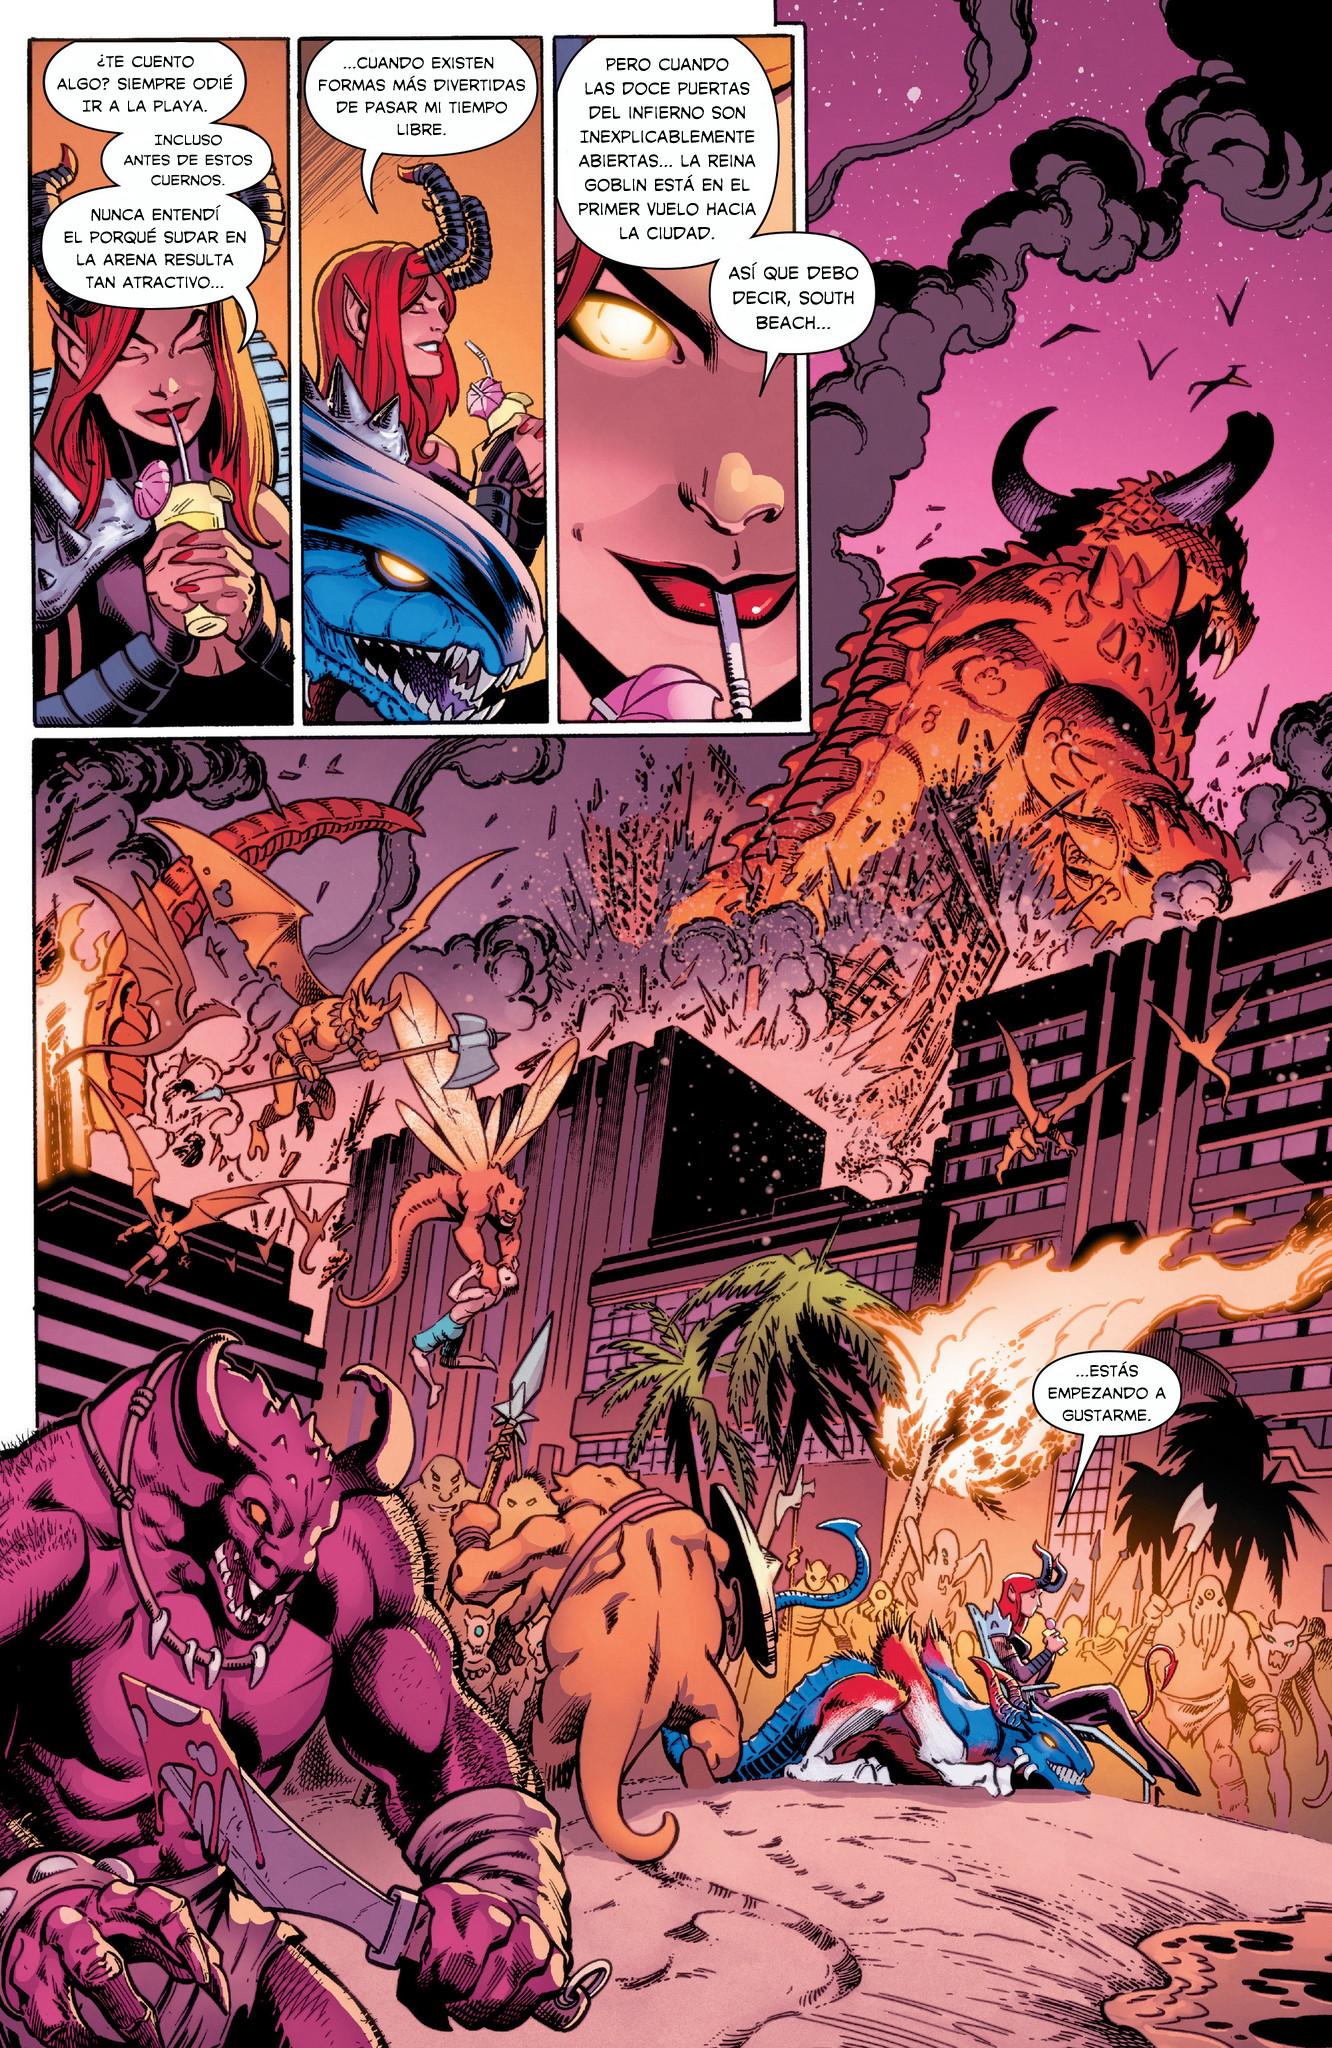 ¿TE CUENTO
ALGO? SIEMPRE ODIÉ
IR A LA PLAYA.
INCLUSO
ANTES DE ESTOS
CUERNOS.
NUNCA ENTENDÍ
EL PORQUÉ SUDAR EN
LA ARENA RESULTA
TAN ATRACTIVO...
...CUANDO EXISTEN
FORMAS MÁS DIVERTIDAS
DE PASAR MI TIEMPO
LIBRE.
PERO CUANDO
LAS DOCE PUERTAS
DEL INFIERNO SON
INEXPLICABLEMENTE
ABIERTAS... LA REINA
GOBLIN ESTÁ EN EL
PRIMER VUELO HACIA
LA CIUDAD.
ASÍ QUE DEBO
DECIR, SOUTH
BEACH...
...ESTÁS
EMPEZANDO A
GUSTARME.